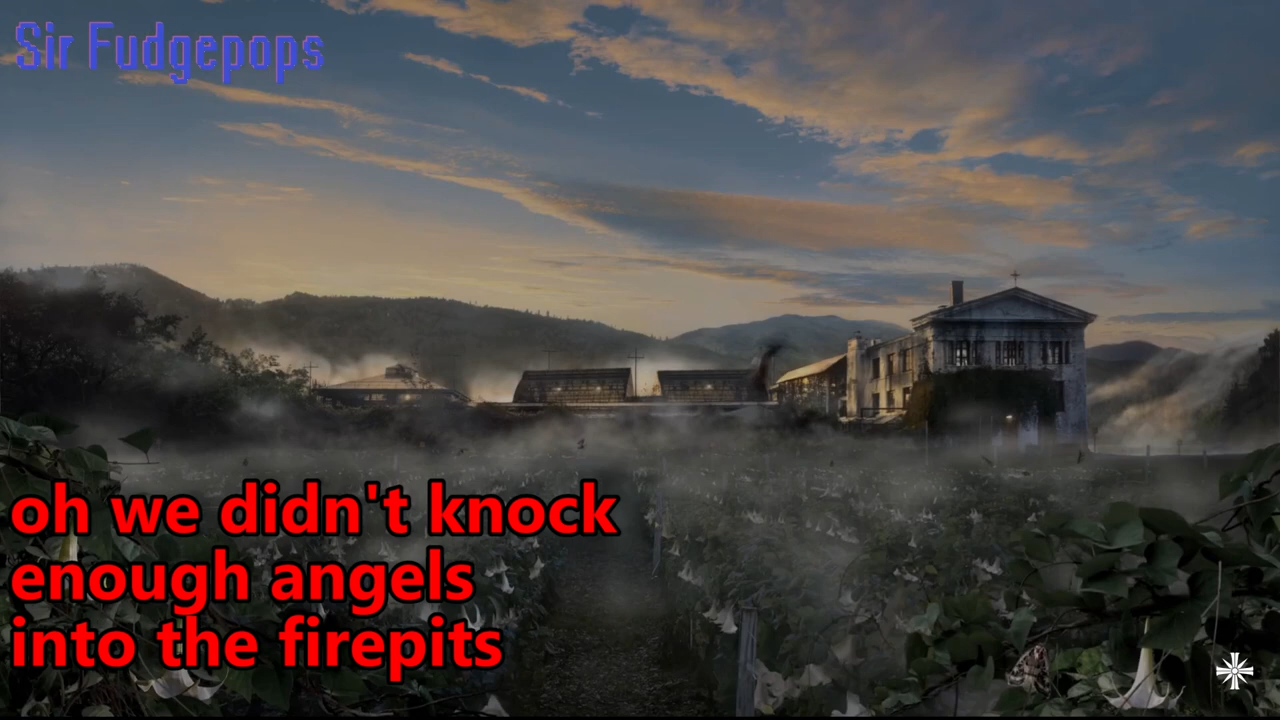 Sir Fudgepops
oh we didn't knock
enough angels
into the firepits